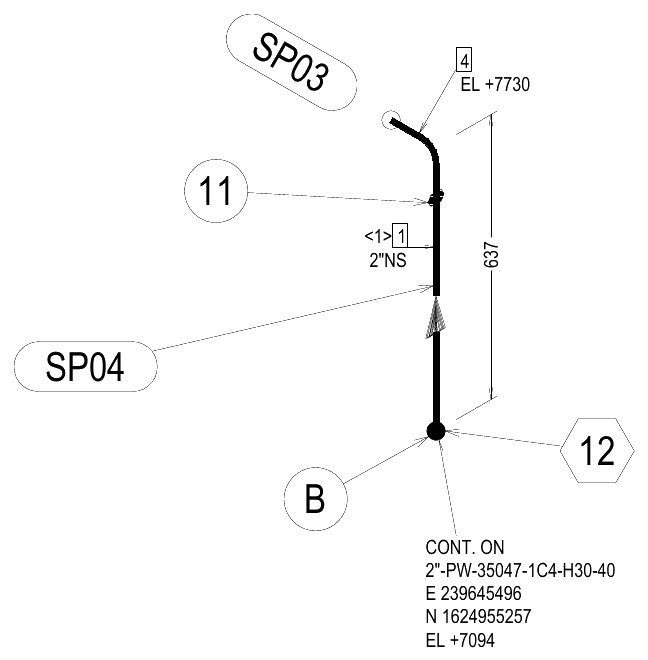 SP03
4
EL +7730
11
<1> 1
2"NS
637
SP04
12
B
CONT. ON
2"-PW-35047-1C4-H30-40
E 239645496
N 1624955257
EL +7094